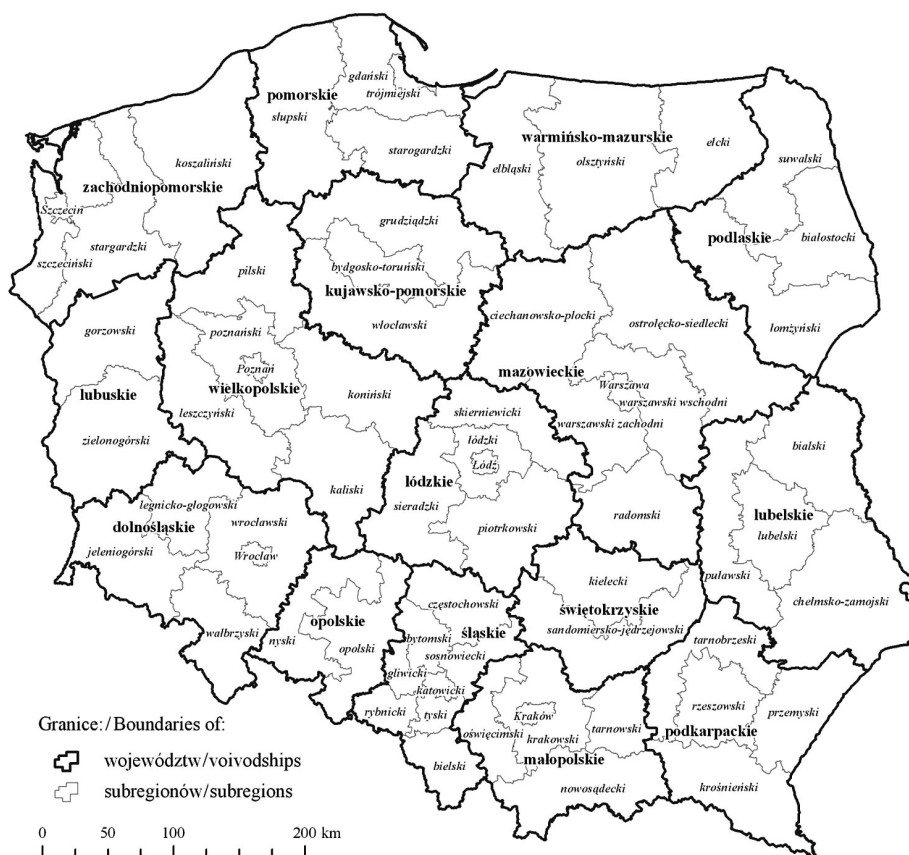 gdański
pomorskie
trójmiejski
słupski
warmińsko-mazurskie
ełcki
starogardzki
olsztyński
elbląski
koszaliński
suwalski
zachodniopomorskie
Szczeciń
grudziądzki
podlaskie
białostocki
stargardzki
szczeciński
bydgosko-toruński
pilski
kujawsko-pomorskie
ciechanowsko-płocki
ostrołęcko-siedlecki
włocławski
łomżyński
gorzowski
poznański
Poznań
mazowieckie
wielkopolskie
koniński
Warszawa
lubuskie
warszawski wschodni
leszczyński
skierniewicki
warszawski zachodni
zielonogórski
łódzki
bialski
Łódź
łódzkie
kaliski
legnicko-głogowski
sieradzki
radomski
lubelskie
wrocławski
dolnośląskie
piotrkowski
lubelski
jeleniogórski
Wrocław
kielecki
puławski
częstochowski
świętokrzyskie
chełmsko-zamojski
opolskie
śląskie
sandomiersko-jędrzejowski
wałbrzyski
nyski
bytomski
tarnobrzeski
opolski
sosnowiecki
gliwicki
katowicki
rzeszowski
przemyski
rybnicki
tyski
Kraków
oświęcimski
krakowski
tarnowski
podkarpackie
małopolskie
bielski
nowosądecki
krośnieński
Granice:/Boundaries of:
województw/voivodships
subregionów/subregions
0 50 100 200 km